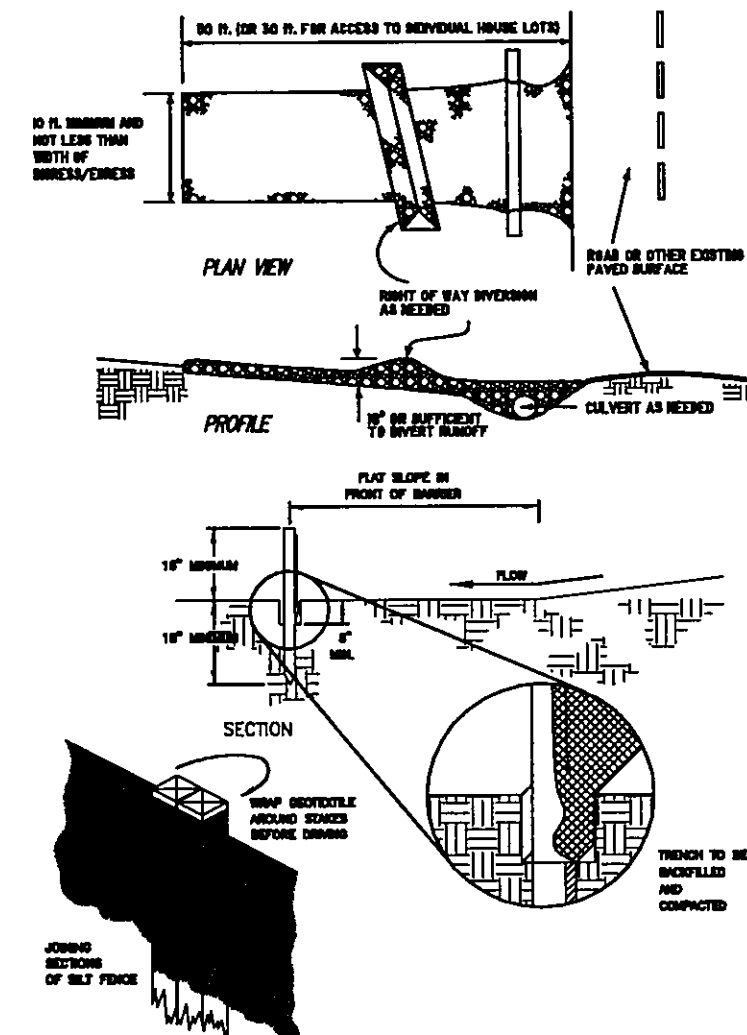 50 ft. (OR 30 ft. FOR ACCESS TO INDIVIDUAL HOUSE LOTS)
10 ft. MINIMUM AND
NOT LESS THAN
WIDTH OF
INGRESS/EGRESS
PLAN VIEW
ROAD OR OTHER EXISTING
PAVED SURFACE
RIGHT OF WAY DIVERSION
AS NEEDED
PROFILE
18" OR SUFFICIENT
TO DIVERT RUNOFF
CULVERT AS NEEDED
FLAT SLOPE IN
FRONT OF BARRIER
MINIMUM
FLOW
MINIMUM
MIN.
SECTION
WRAP GEOTEXTILE
AROUND STAKES
BEFORE DRIVING
TRENCH TO BE
BACKFILLED
AND
COMPACTED
JOINING
SECTIONS
OF SILT FENCE